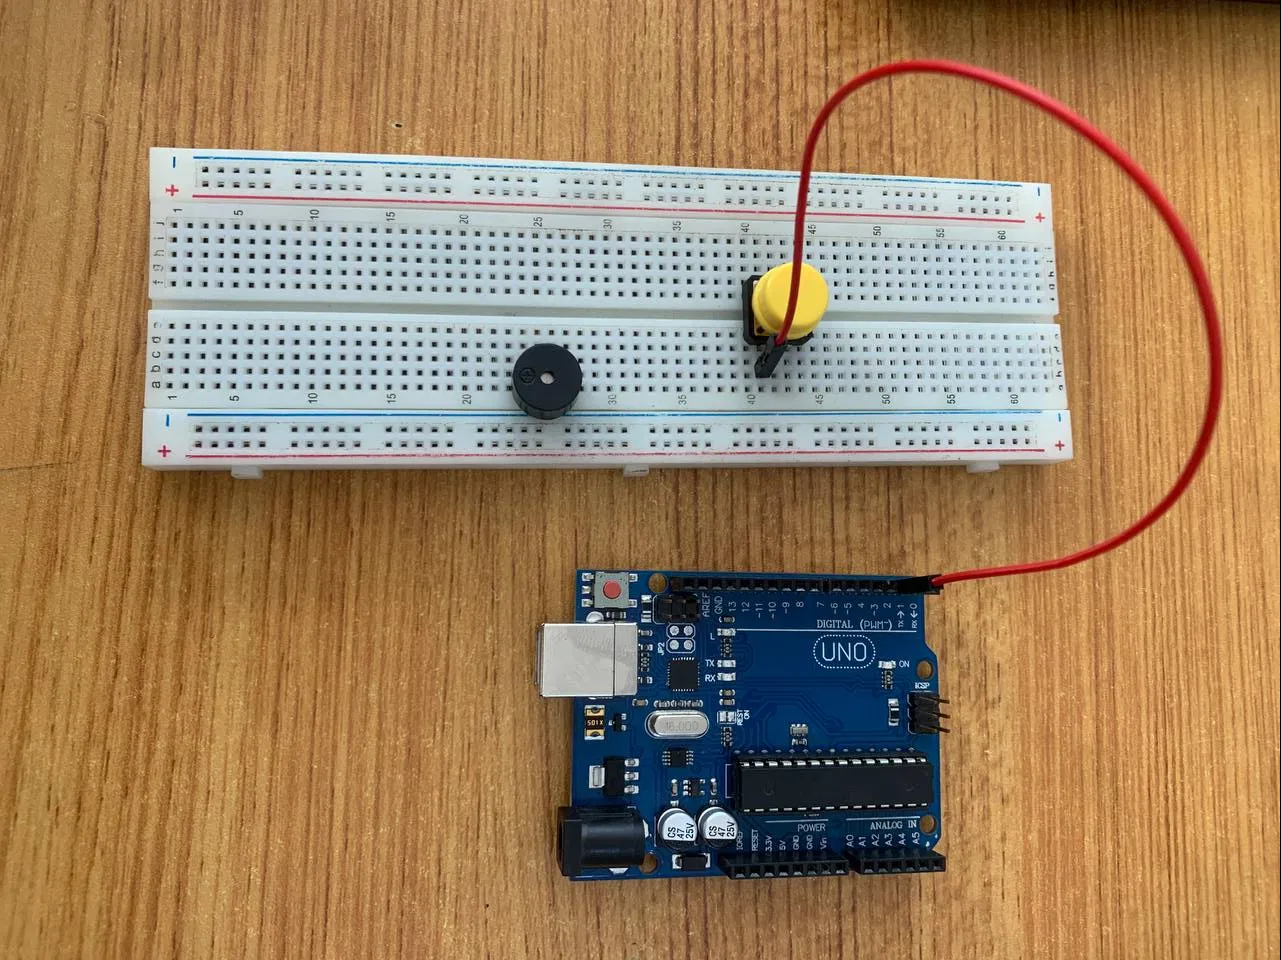 - -
+ +
1 5 10 15 20 25 30 35 40 45 50 55 60
j
i
h
g
f
e
d
c
b
a
1 5 10 15 20 30 35 40 45 50 55 60
- -
+ +
AREF
GND
13
12
~11
~10
~9
8
7
~6
~5
4
~3
2
TX→1
RX←0
DIGITAL (PWM~)
L
JP2
TX
RX
UNO
ON
ICSP
16.000
501X
POWER
ANALOG IN
CS
47
25V
CS
47
25V
RESET
3.3V
5V
GND
GND
Vin
A0
A1
A2
A3
A4
A5